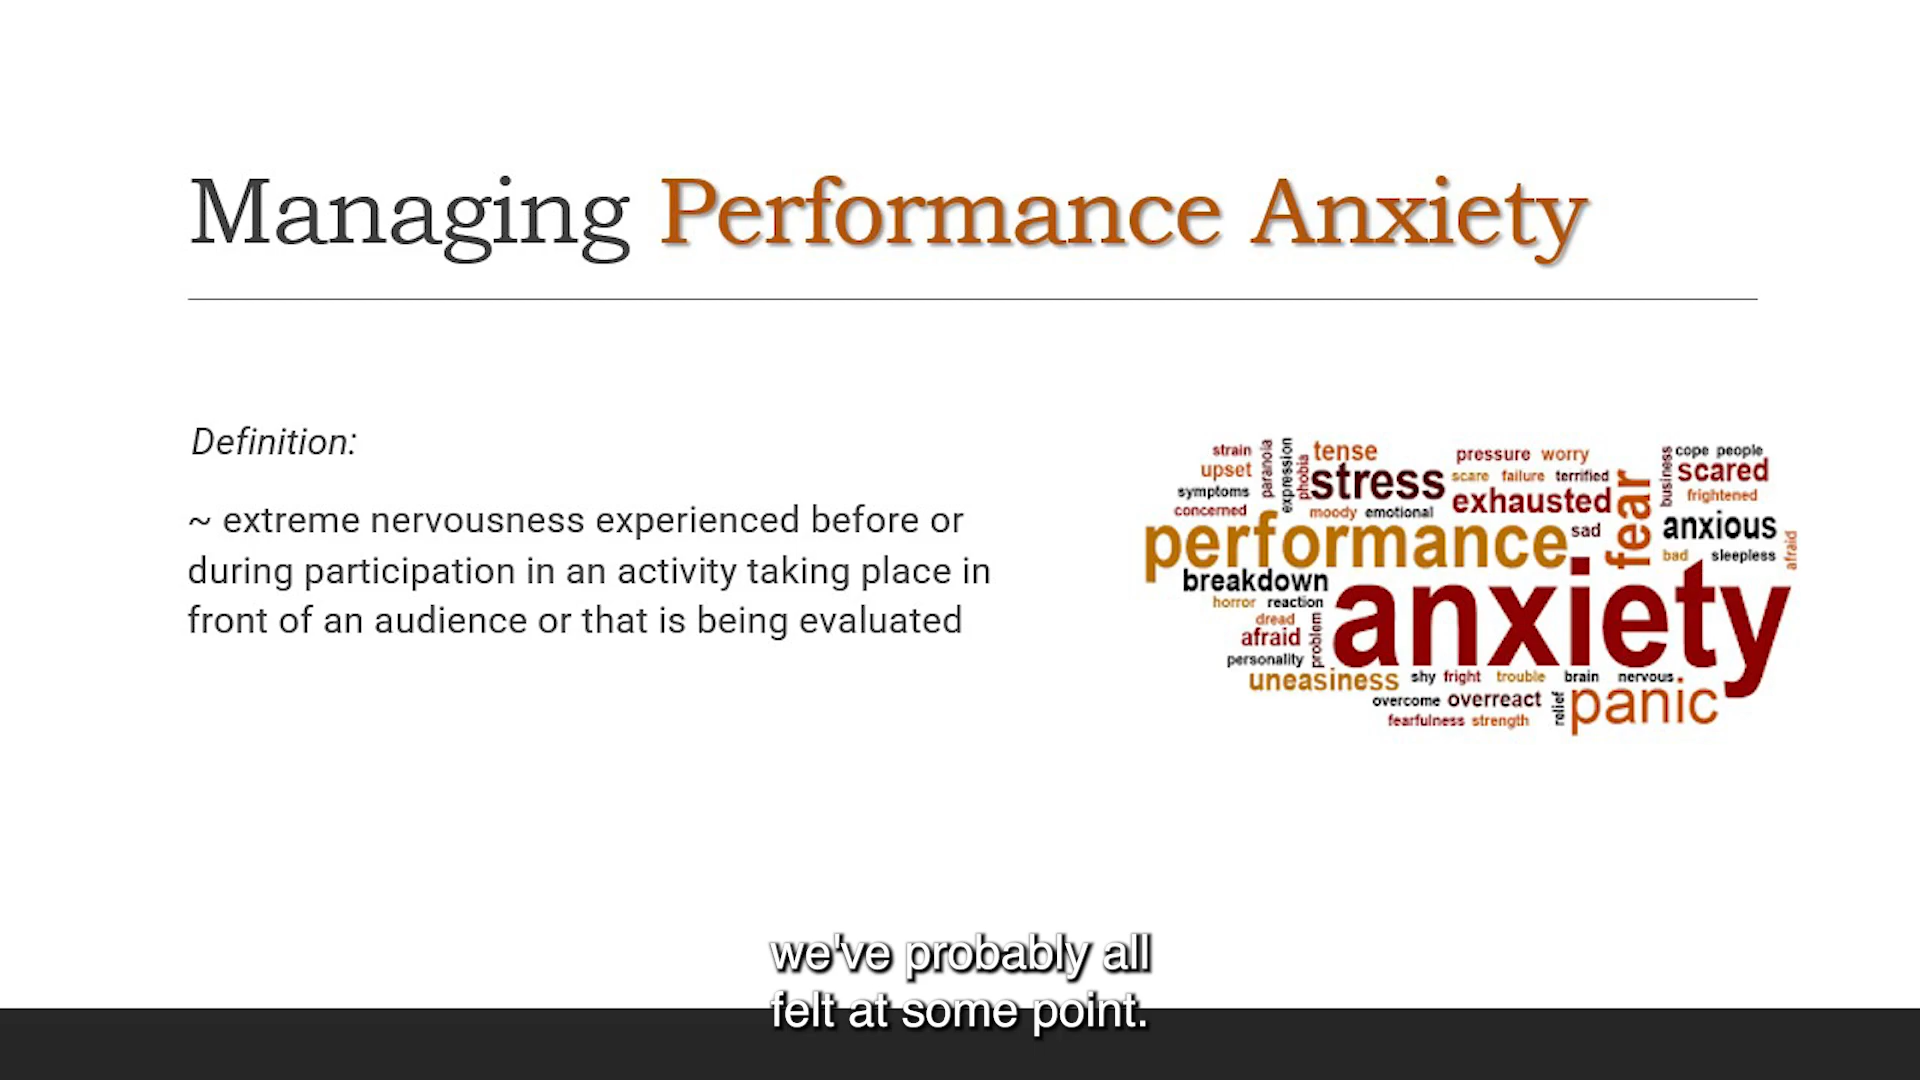 Managing Performance Anxiety
Definition:
~ extreme nervousness experienced before or
during participation in an activity taking place in
front of an audience or that is being evaluated
strain
upset
symptoms
concerned
paranoia
expression
phobia
tense
stress
moody emotional
pressure worry
scare failure terrified
exhausted
sad
fear
business
cope people
scared
frightened
anxious
bad sleepless
afraid
performance
breakdown
horror reaction
dread
afraid
problem
personality
uneasiness
anxiety
shy fright trouble brain nervous
overcome overreact
fearfulness strength
relief
panic
we've probably all
felt at some point.